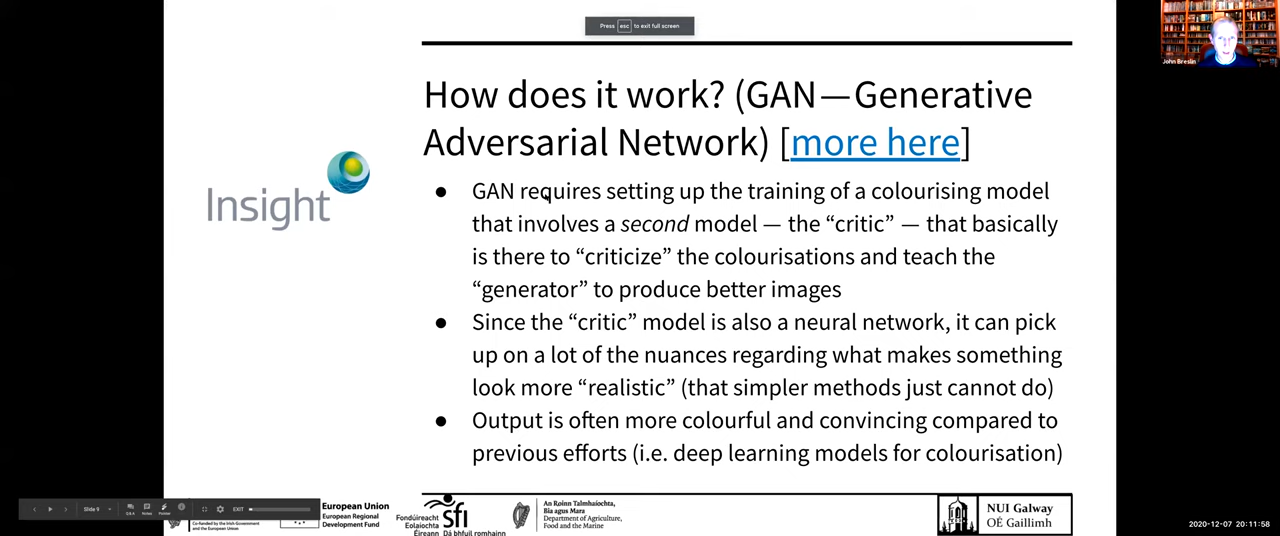 Press esc to exit full screen
John Breslin
How does it work? (GAN—Generative
Adversarial Network) [more here]
Insight
● GAN requires setting up the training of a colourising model
that involves a second model — the “critic” — that basically
is there to “criticize” the colourisations and teach the
“generator” to produce better images
● Since the “critic” model is also a neural network, it can pick
up on a lot of the nuances regarding what makes something
look more “realistic” (that simpler methods just cannot do)
● Output is often more colourful and convincing compared to
previous efforts (i.e. deep learning models for colourisation)
Slide 9
Q&A
Notes
Pointer
EXIT
Co-funded by the Irish Government
and the European Union
European Union
European Regional
Development Fund
sfi
Fondúireacht
Eolaíochta
Éireann Dá bhfuil romhainn
An Roinn Talmhaíochta,
Bia agus Mara
Department of Agriculture,
Food and the Marine
NUI Galway
OÉ Gaillimh
2020-12-07 20:11:58